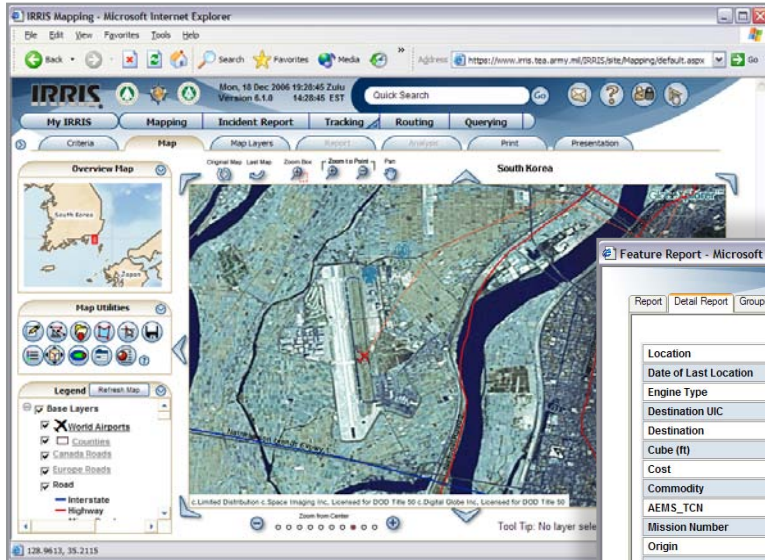 IRRIS Mapping - Microsoft Internet Explorer
File Edit View Favorites Tools Help
Back Search Favorites Media » Address https://www.irris.tea.army.mil/IRRIS/site/Mapping/default.aspx Go
IRRIS Mon, 18 Dec 2006 19:28:45 Zulu
Version 6.1.0 14:28:45 EST
Quick Search Go
My IRRIS Mapping Incident Report Tracking Routing Querying
Criteria Map Map Layers Report Analysis Print Presentation
Overview Map
Original Map Last Map Zoom Box Zoom to Point Pan
South Korea
South Korea
Japan
Map Utilities
Legend Refresh Map
Base Layers
World Airports
Counties
Canada Roads
Europe Roads
Road
Interstate
Highway
c.Limited Distribution c.Space Imaging Inc, Licensed for DOD Title 50 c.Digital Globe Inc, Licensed for DOD Title 50
Zoom from Center
Tool Tip: No layer sele
128.9613, 35.2115
Feature Report - Microsoft
Report Detail Report Group
Location
Date of Last Location
Engine Type
Destination UIC
Destination
Cube (ft)
Cost
Commodity
AEMS_TCN
Mission Number
Origin